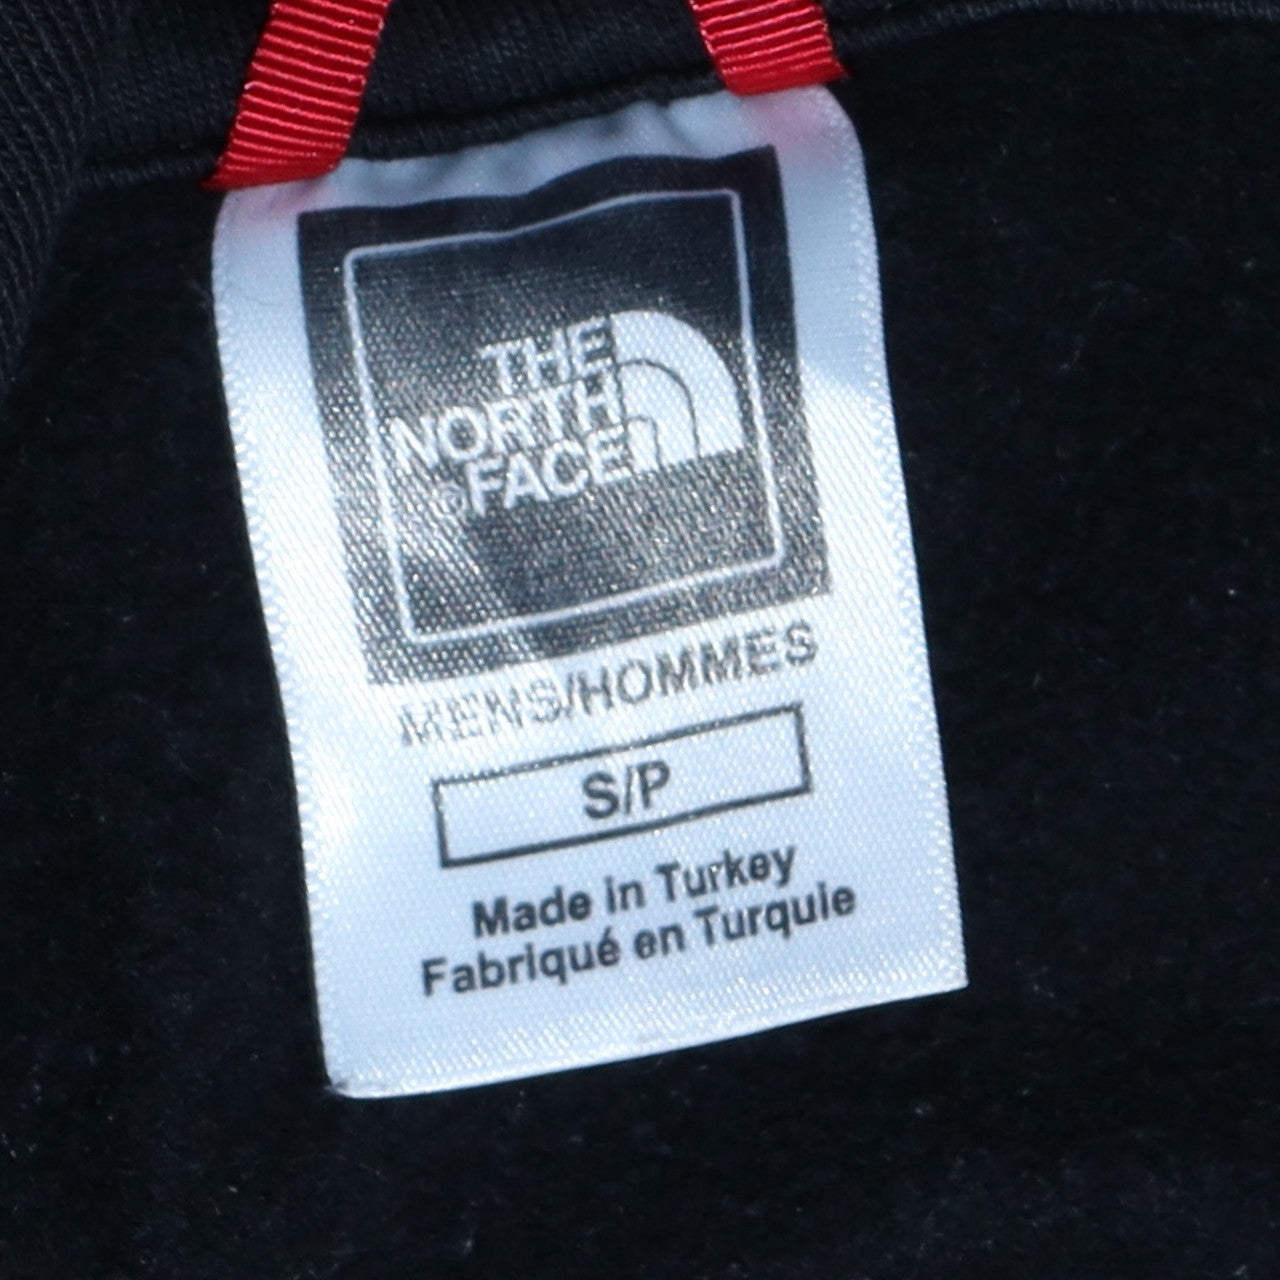 THE
NORTH
®FACE
MENS/HOMMES
S/P
Made in Turkey
Fabriqué en Turquie